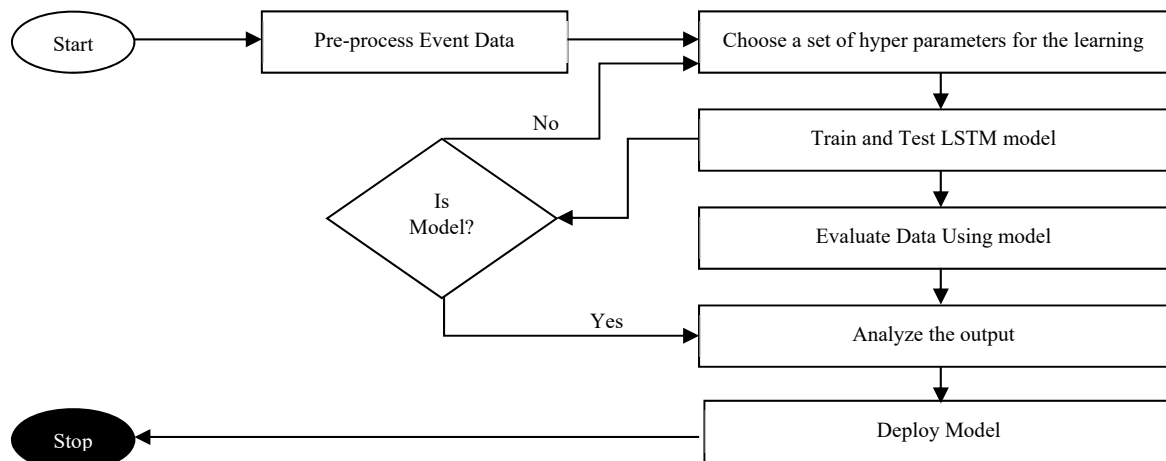 Start
Pre-process Event Data
Choose a set of hyper parameters for the learning
No
Train and Test LSTM model
Is
Model?
Evaluate Data Using model
Yes
Analyze the output
Deploy Model
Stop